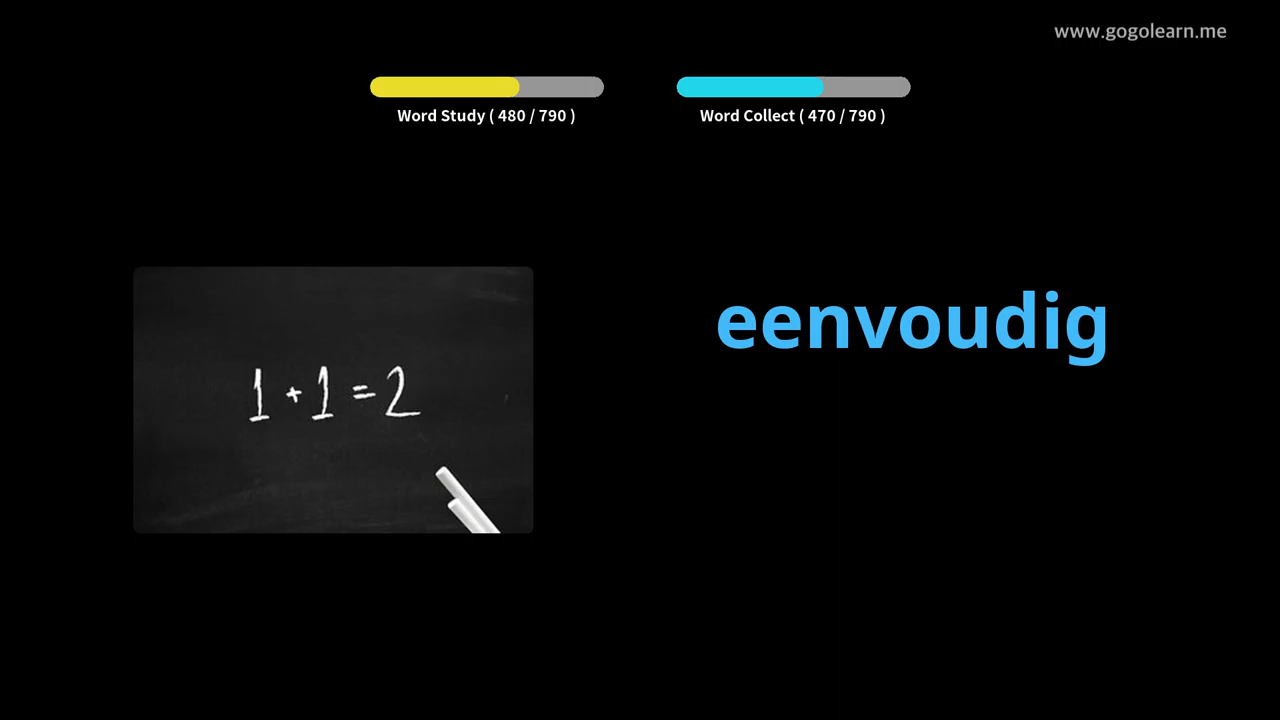 www.gogolearn.me
Word Study ( 480 / 790 )
Word Collect ( 470 / 790 )
eenvoudig
1 + 1 = 2